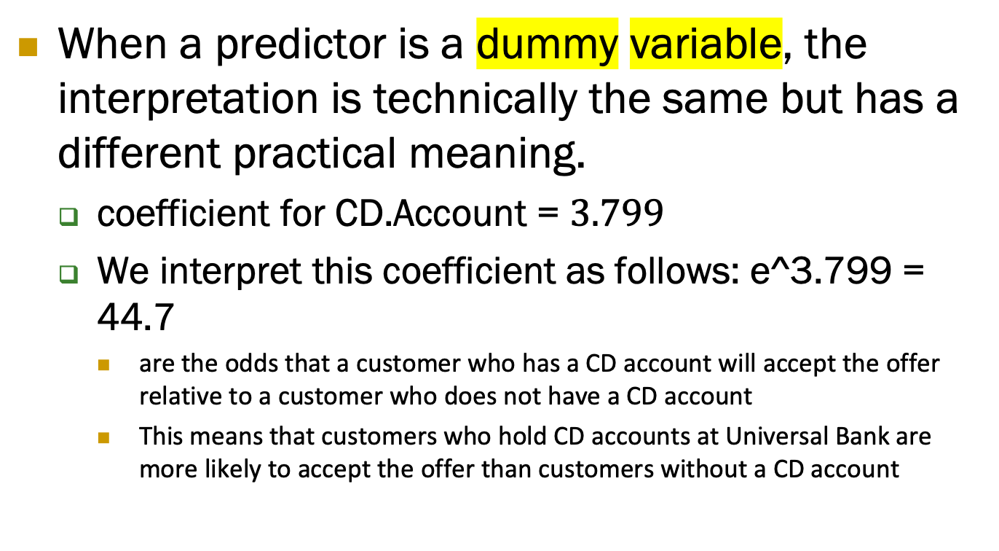 When a predictor is a dummy variable, the
interpretation is technically the same but has a
different practical meaning.
coefficient for CD.Account = 3.799
We interpret this coefficient as follows: e^3.799 =
44.7
are the odds that a customer who has a CD account will accept the offer
relative to a customer who does not have a CD account
This means that customers who hold CD accounts at Universal Bank are
more likely to accept the offer than customers without a CD account